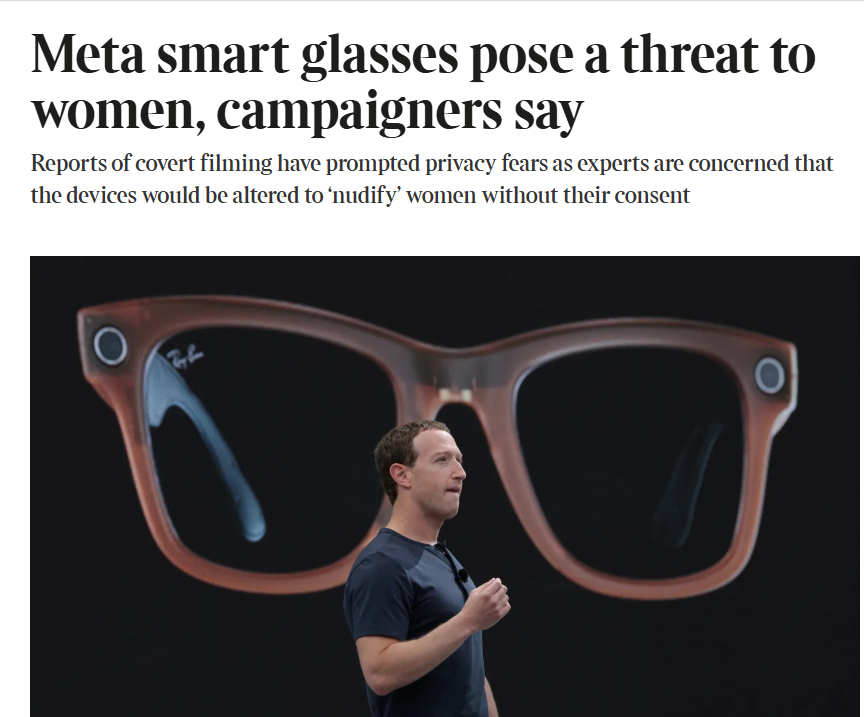 Meta smart glasses pose a threat to
women, campaigners say
Reports of covert filming have prompted privacy fears as experts are concerned that
the devices would be altered to ‘nudify’ women without their consent
Ray-Ban